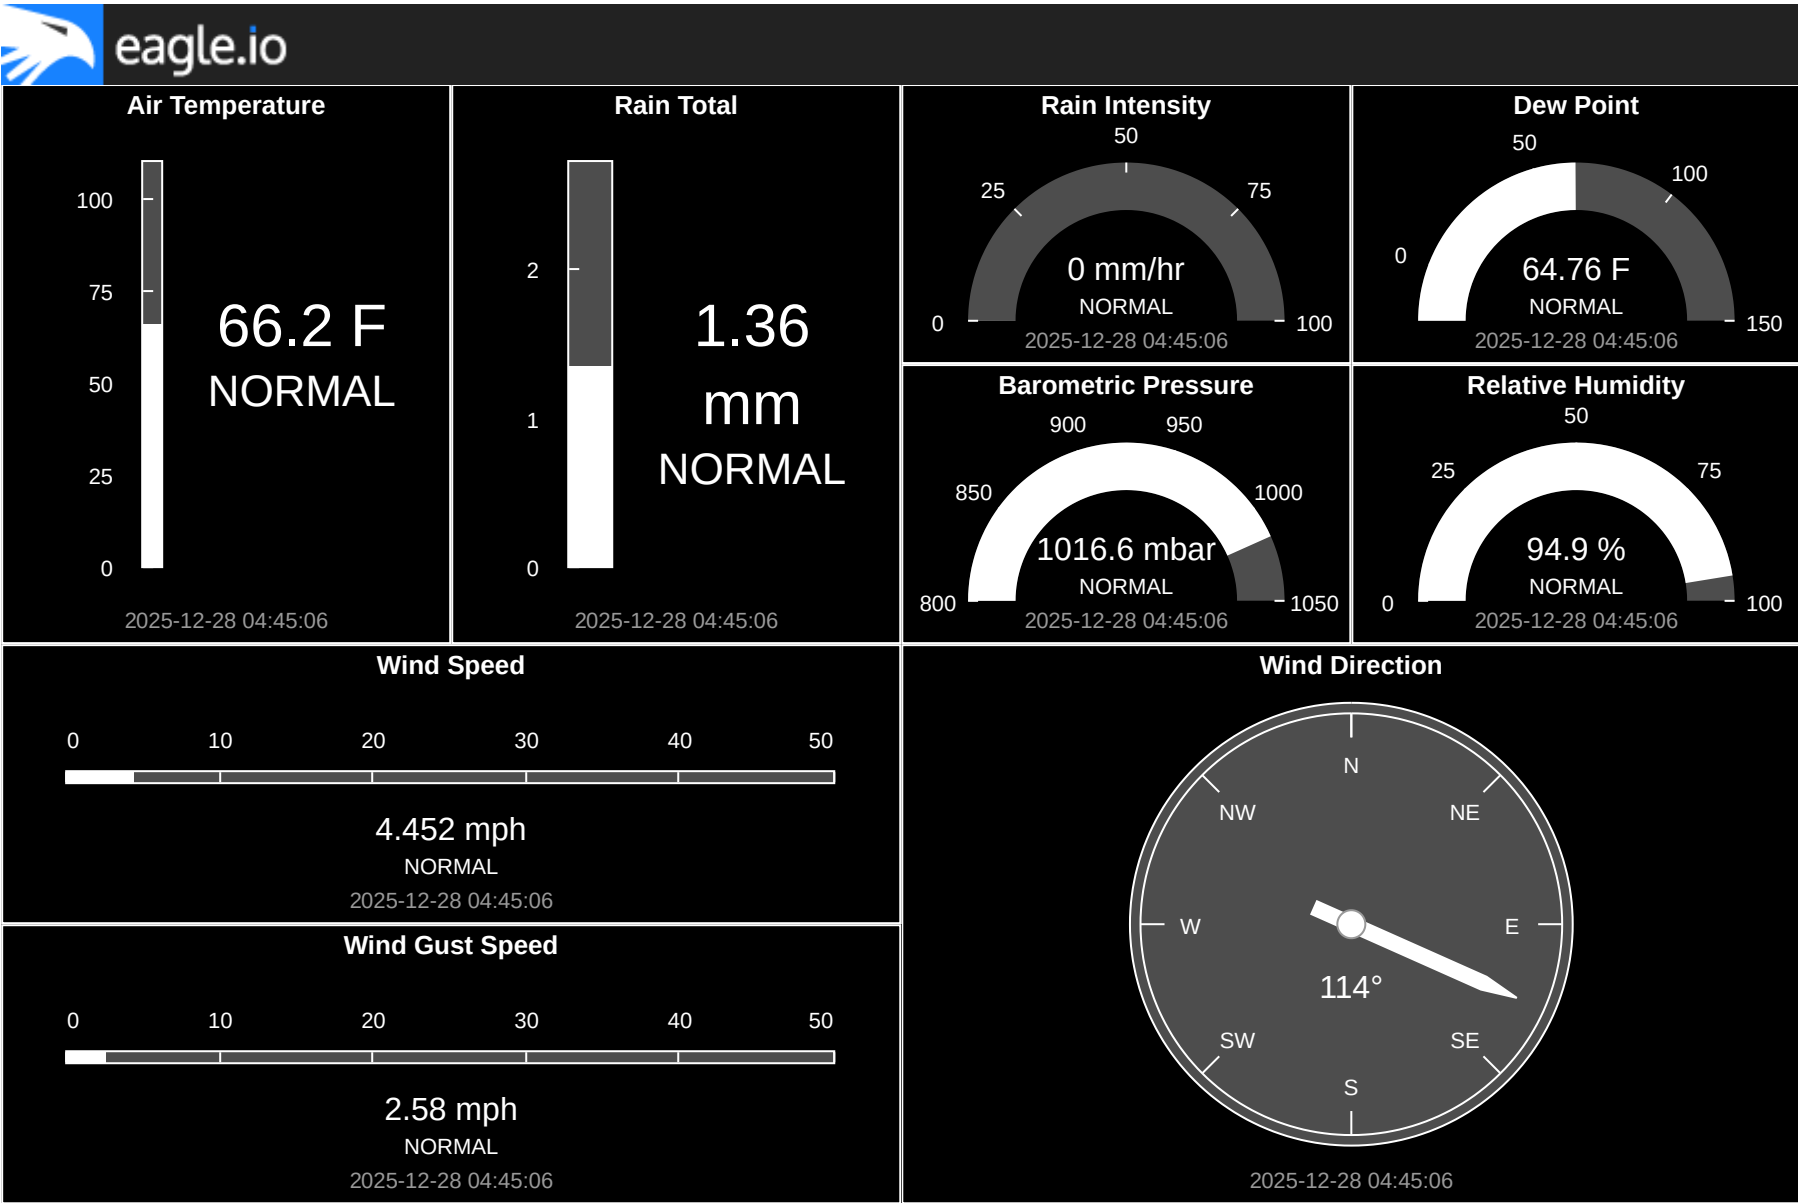 eagle.io
Air Temperature
100
75
50
25
0
66.2 F
NORMAL
2025-12-28 04:45:06
Rain Total
2
1
0
1.36
mm
NORMAL
2025-12-28 04:45:06
Rain Intensity
50
25
75
0
100
0 mm/hr
NORMAL
2025-12-28 04:45:06
Dew Point
50
100
0
150
64.76 F
NORMAL
2025-12-28 04:45:06
Barometric Pressure
900
950
850
1000
800
1050
1016.6 mbar
NORMAL
2025-12-28 04:45:06
Relative Humidity
50
25
75
0
100
94.9 %
NORMAL
2025-12-28 04:45:06
Wind Speed
0 10 20 30 40 50
4.452 mph
NORMAL
2025-12-28 04:45:06
Wind Gust Speed
0 10 20 30 40 50
2.58 mph
NORMAL
2025-12-28 04:45:06
Wind Direction
N
NW NE
W E
114°
SW SE
S
2025-12-28 04:45:06